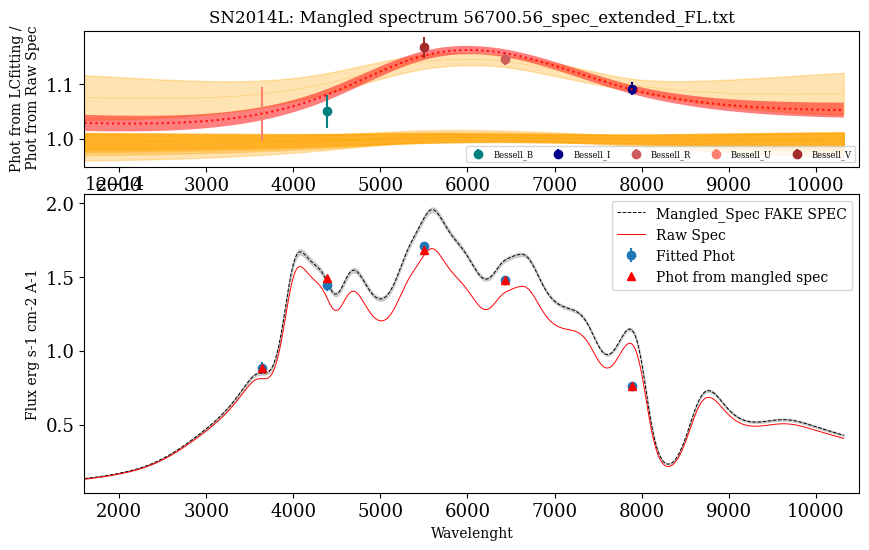 SN2014L: Mangled spectrum 56700.56_spec_extended_FL.txt
Phot from LCfitting /
Phot from Raw Spec
1.1
1.0
Bessell_B Bessell_I Bessell_R Bessell_U Bessell_V
2000 3000 4000 5000 6000 7000 8000 9000 10000
1e−14
2.0
1.5
1.0
0.5
Flux erg s-1 cm-2 A-1
Mangled_Spec FAKE SPEC
Raw Spec
Fitted Phot
Phot from mangled spec
2000 3000 4000 5000 6000 7000 8000 9000 10000
Wavelenght